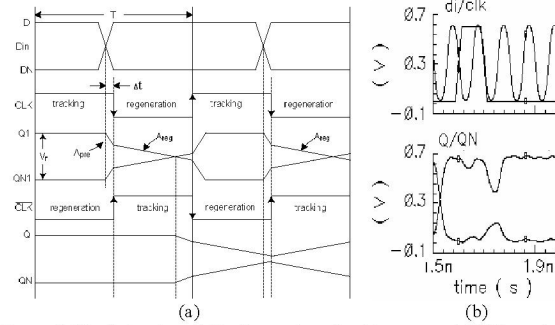 T
D
Din
DN
Δt
CLK
tracking
regeneration
tracking
regeneration
Q1
Vr
QN1
Apre
Areg
Areg
CLK
regeneration
tracking
regeneration
tracking
Q
QN
(a)
di/clk
0.7
0.3
-0.1
(V)
Q/QN
0.7
0.3
-0.1
(V)
1.5n
1.9n
time (s)
(b)